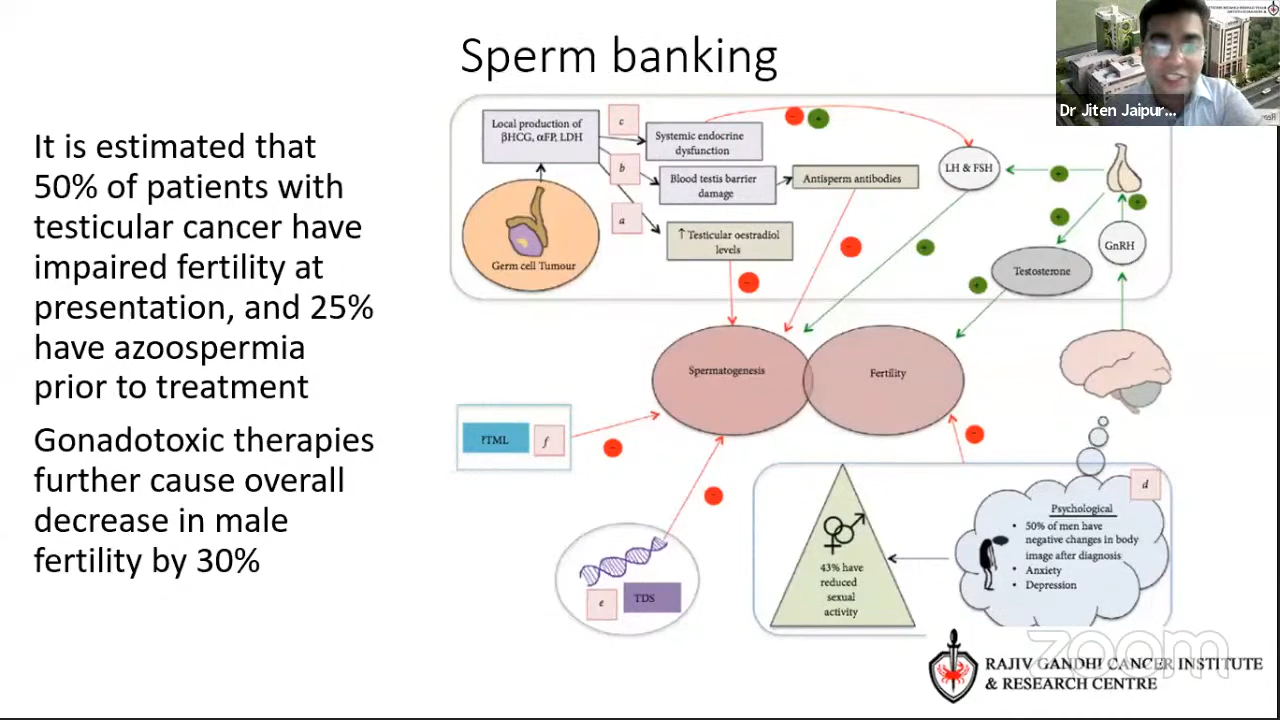 Sperm banking
Dr Jiten Jaipur...
It is estimated that
50% of patients with
testicular cancer have
impaired fertility at
presentation, and 25%
have azoospermia
prior to treatment
Gonadotoxic therapies
further cause overall
decrease in male
fertility by 30%
Local production of
βHCG, αFP, LDH
c
b
a
Systemic endocrine
dysfunction
Blood testis barrier
damage
Antisperm antibodies
↑ Testicular oestradiol
levels
Germ cell Tumour
- +
LH & FSH
+
+
+
GnRH
Testosterone
+
-
+
-
Spermatogenesis
Fertility
?TML
f
-
-
-
e
TDS
43% have
reduced
sexual
activity
d
Psychological
• 50% of men have
negative changes in body
image after diagnosis
• Anxiety
• Depression
zoom
RAJIV GANDHI CANCER INSTITUTE
& RESEARCH CENTRE